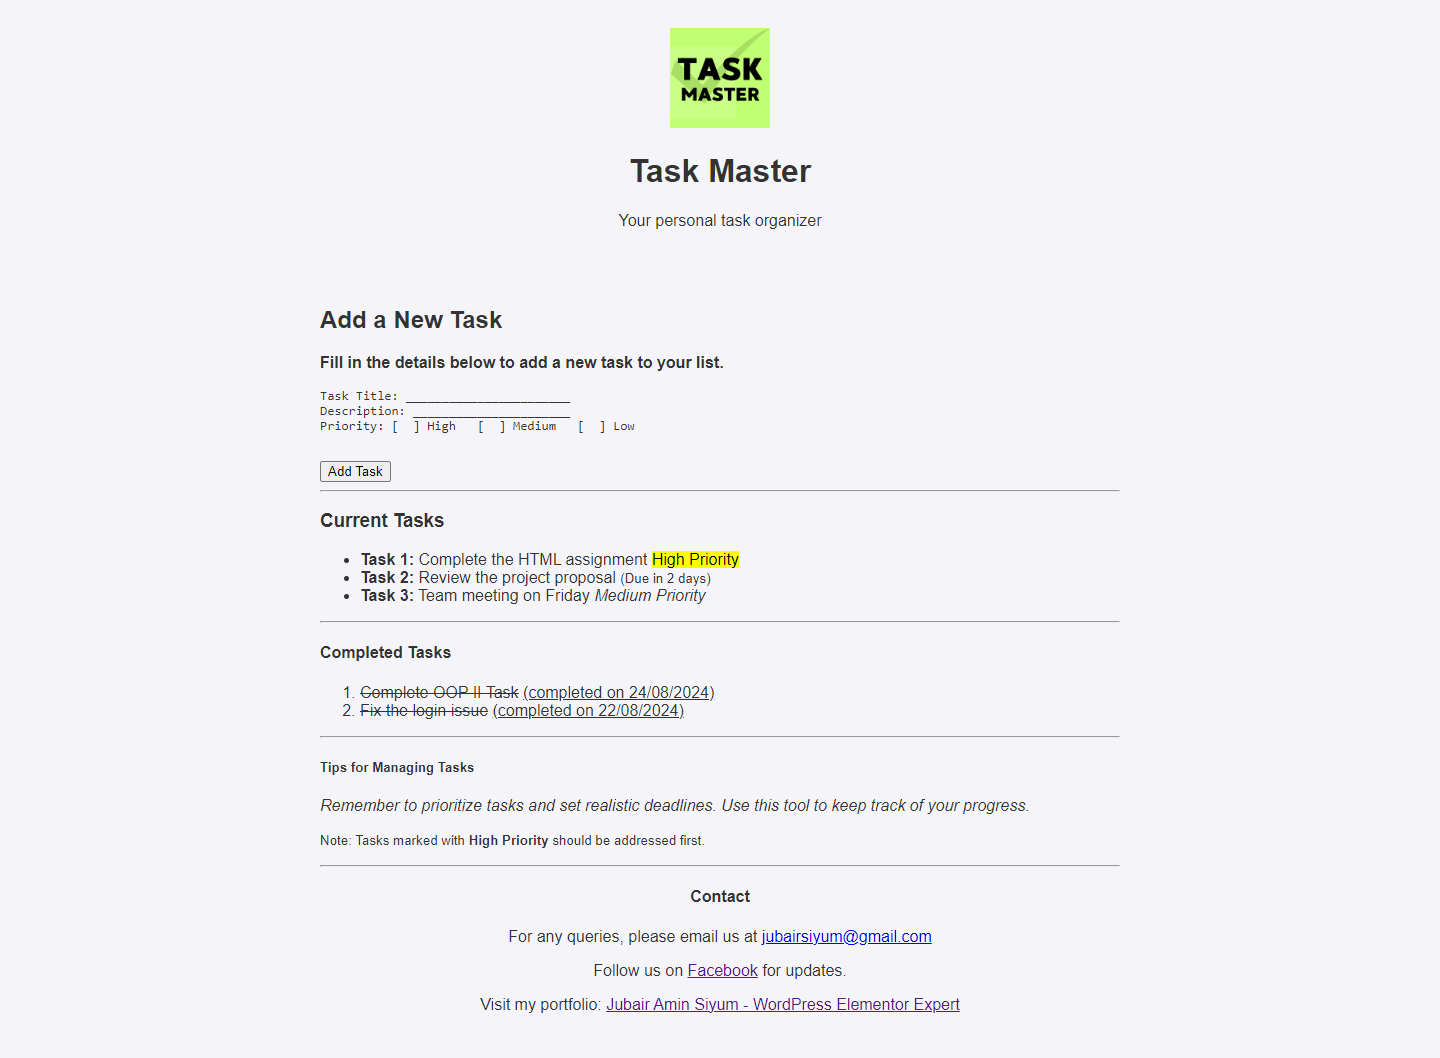 TASK
MASTER
Task Master
Your personal task organizer
Add a New Task
Fill in the details below to add a new task to your list.
Task Title: _______________________
Description: ______________________
Priority: [  ] High   [  ] Medium   [  ] Low
Add Task
Current Tasks
• Task 1: Complete the HTML assignment High Priority
• Task 2: Review the project proposal (Due in 2 days)
• Task 3: Team meeting on Friday Medium Priority
Completed Tasks
1. Complete OOP II Task (completed on 24/08/2024)
2. Fix the login issue (completed on 22/08/2024)
Tips for Managing Tasks
Remember to prioritize tasks and set realistic deadlines. Use this tool to keep track of your progress.
Note: Tasks marked with High Priority should be addressed first.
Contact
For any queries, please email us at jubairsiyum@gmail.com
Follow us on Facebook for updates.
Visit my portfolio: Jubair Amin Siyum - WordPress Elementor Expert